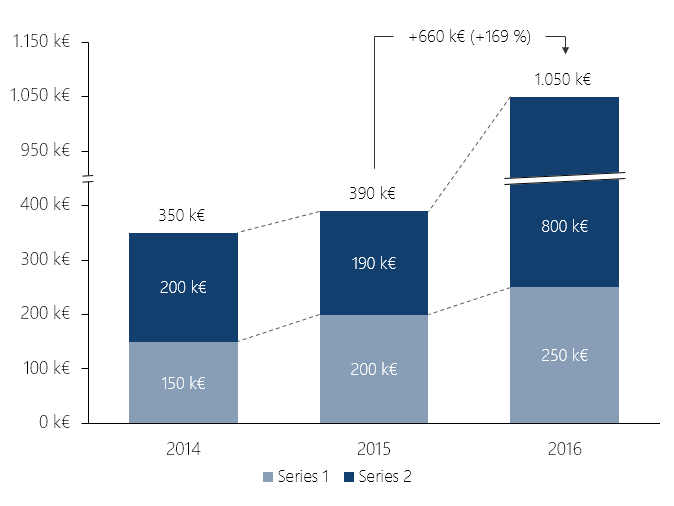 1.150 k€
+660 k€ (+169 %)
1.050 k€
1.050 k€
950 k€
400 k€
350 k€
390 k€
800 k€
300 k€
200 k€
190 k€
200 k€
150 k€
200 k€
250 k€
100 k€
0 k€
2014 2015 2016
Series 1 Series 2